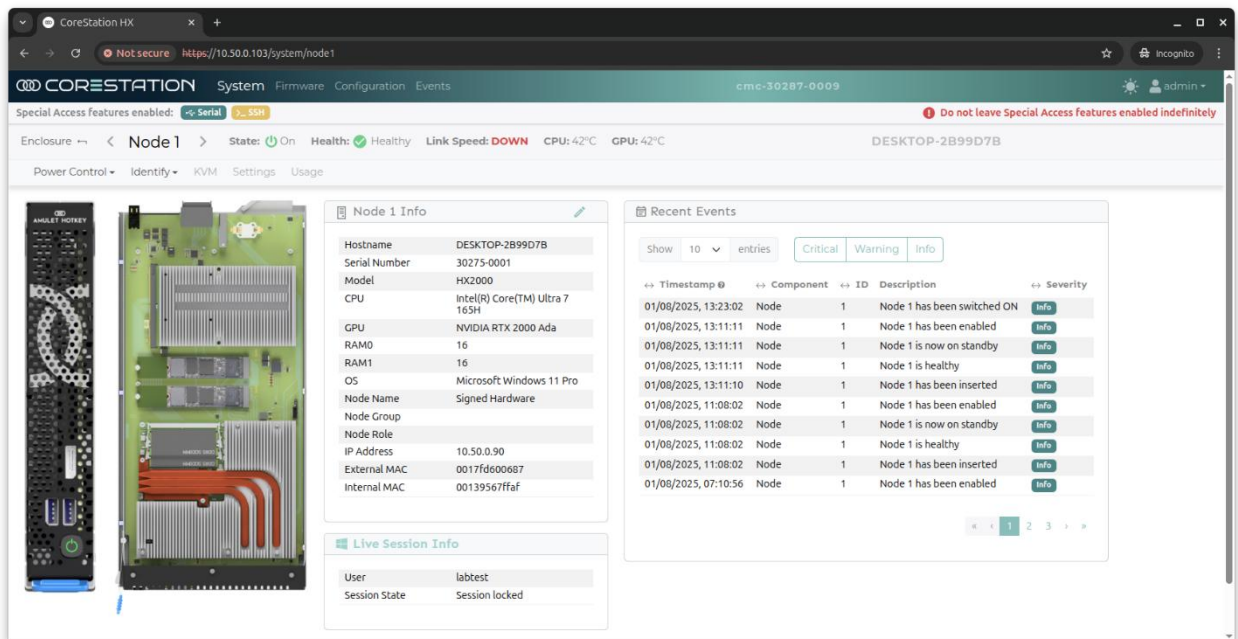 CoreStation HX
Not secure https://10.50.0.103/system/node1
Incognito
CORESTATION System Firmware Configuration Events cmc-30287-0009 admin
Special Access features enabled: Serial >_ SSH Do not leave Special Access features enabled indefinitely
Enclosure Node 1 State: On Health: Healthy Link Speed: DOWN CPU: 42°C GPU: 42°C DESKTOP-2B99D7B
Power Control Identify KVM Settings Usage
AMULET HOTKEY
Node 1 Info
Hostname DESKTOP-2B99D7B
Serial Number 30275-0001
Model HX2000
CPU Intel(R) Core(TM) Ultra 7
165H
GPU NVIDIA RTX 2000 Ada
RAM0 16
RAM1 16
OS Microsoft Windows 11 Pro
Node Name Signed Hardware
Node Group
Node Role
IP Address 10.50.0.90
External MAC 0017fd600687
Internal MAC 00139567ffaf
Live Session Info
User labtest
Session State Session locked
Recent Events
Show 10 entries Critical Warning Info
Timestamp Component ID Description Severity
01/08/2025, 13:23:02 Node 1 Node 1 has been switched ON Info
01/08/2025, 13:11:11 Node 1 Node 1 has been enabled Info
01/08/2025, 13:11:11 Node 1 Node 1 is now on standby Info
01/08/2025, 13:11:11 Node 1 Node 1 is healthy Info
01/08/2025, 13:11:10 Node 1 Node 1 has been inserted Info
01/08/2025, 11:08:02 Node 1 Node 1 has been enabled Info
01/08/2025, 11:08:02 Node 1 Node 1 is now on standby Info
01/08/2025, 11:08:02 Node 1 Node 1 is healthy Info
01/08/2025, 11:08:02 Node 1 Node 1 has been inserted Info
01/08/2025, 07:10:56 Node 1 Node 1 has been enabled Info
« ‹ 1 2 3 › »